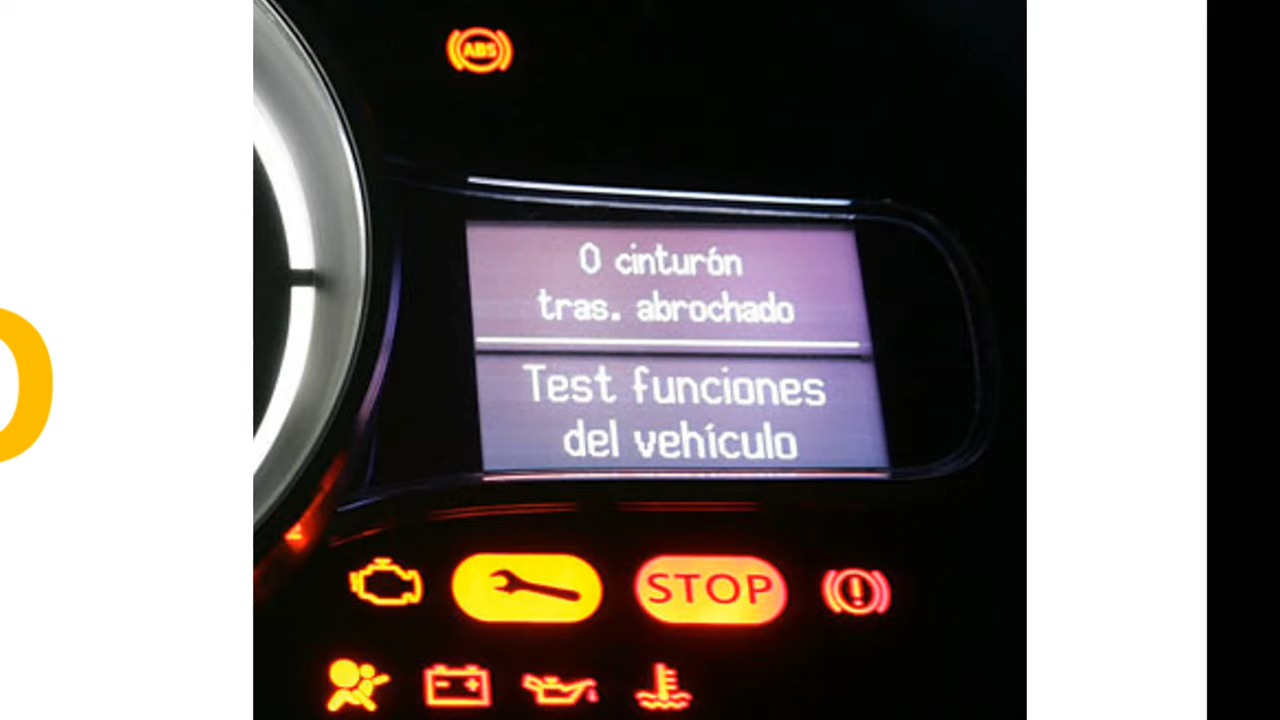 ABS
0 cinturón
tras. abrochado
Test funciones
del vehículo
STOP